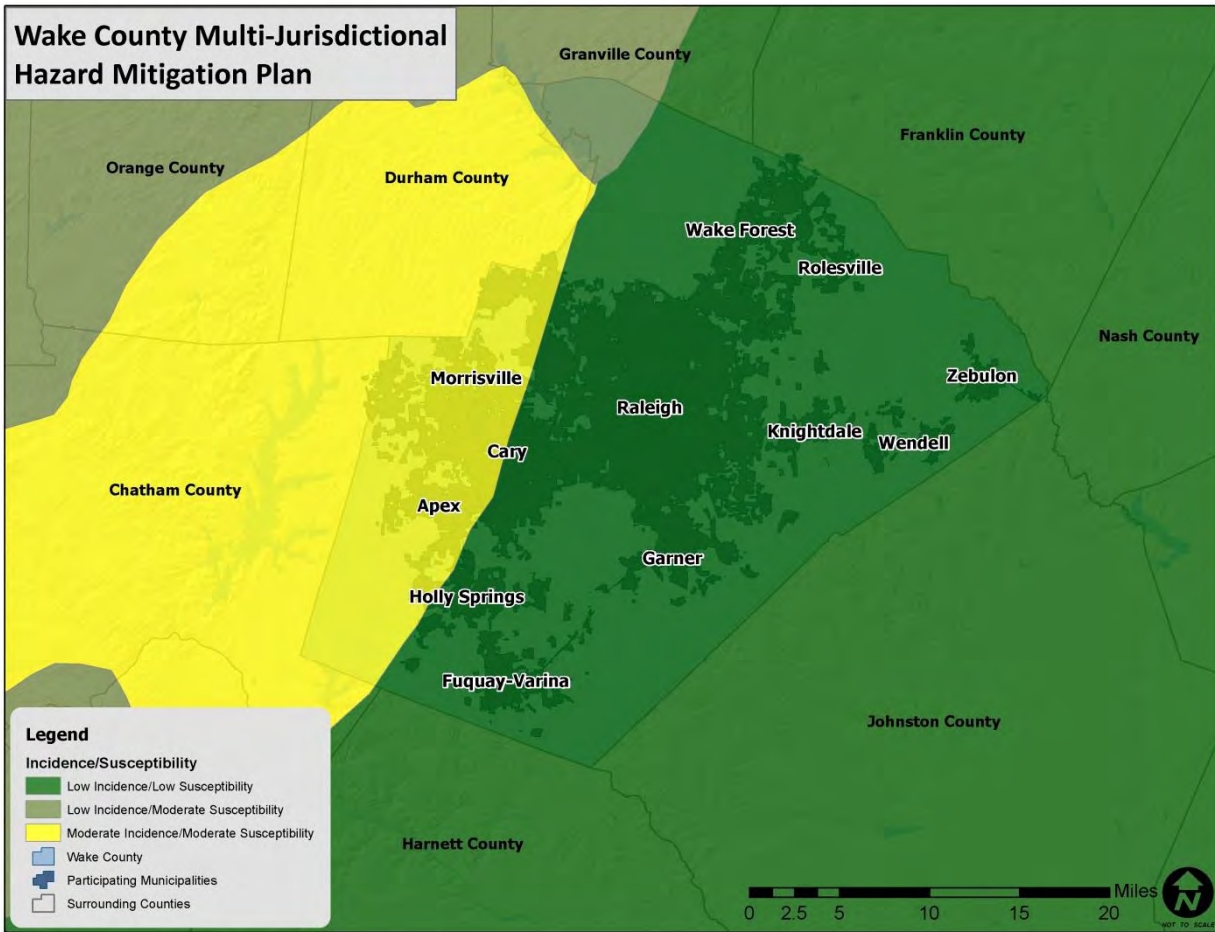 Wake County Multi-Jurisdictional
Hazard Mitigation Plan
Granville County
Franklin County
Orange County
Durham County
Wake Forest
Rolesville
Nash County
Morrisville
Zebulon
Raleigh
Knightdale
Wendell
Cary
Chatham County
Apex
Garner
Holly Springs
Fuquay-Varina
Johnston County
Harnett County
Legend
Incidence/Susceptibility
Low Incidence/Low Susceptibility
Low Incidence/Moderate Susceptibility
Moderate Incidence/Moderate Susceptibility
Wake County
Participating Municipalities
Surrounding Counties
Miles
0 2.5 5 10 15 20
N
NOT TO SCALE